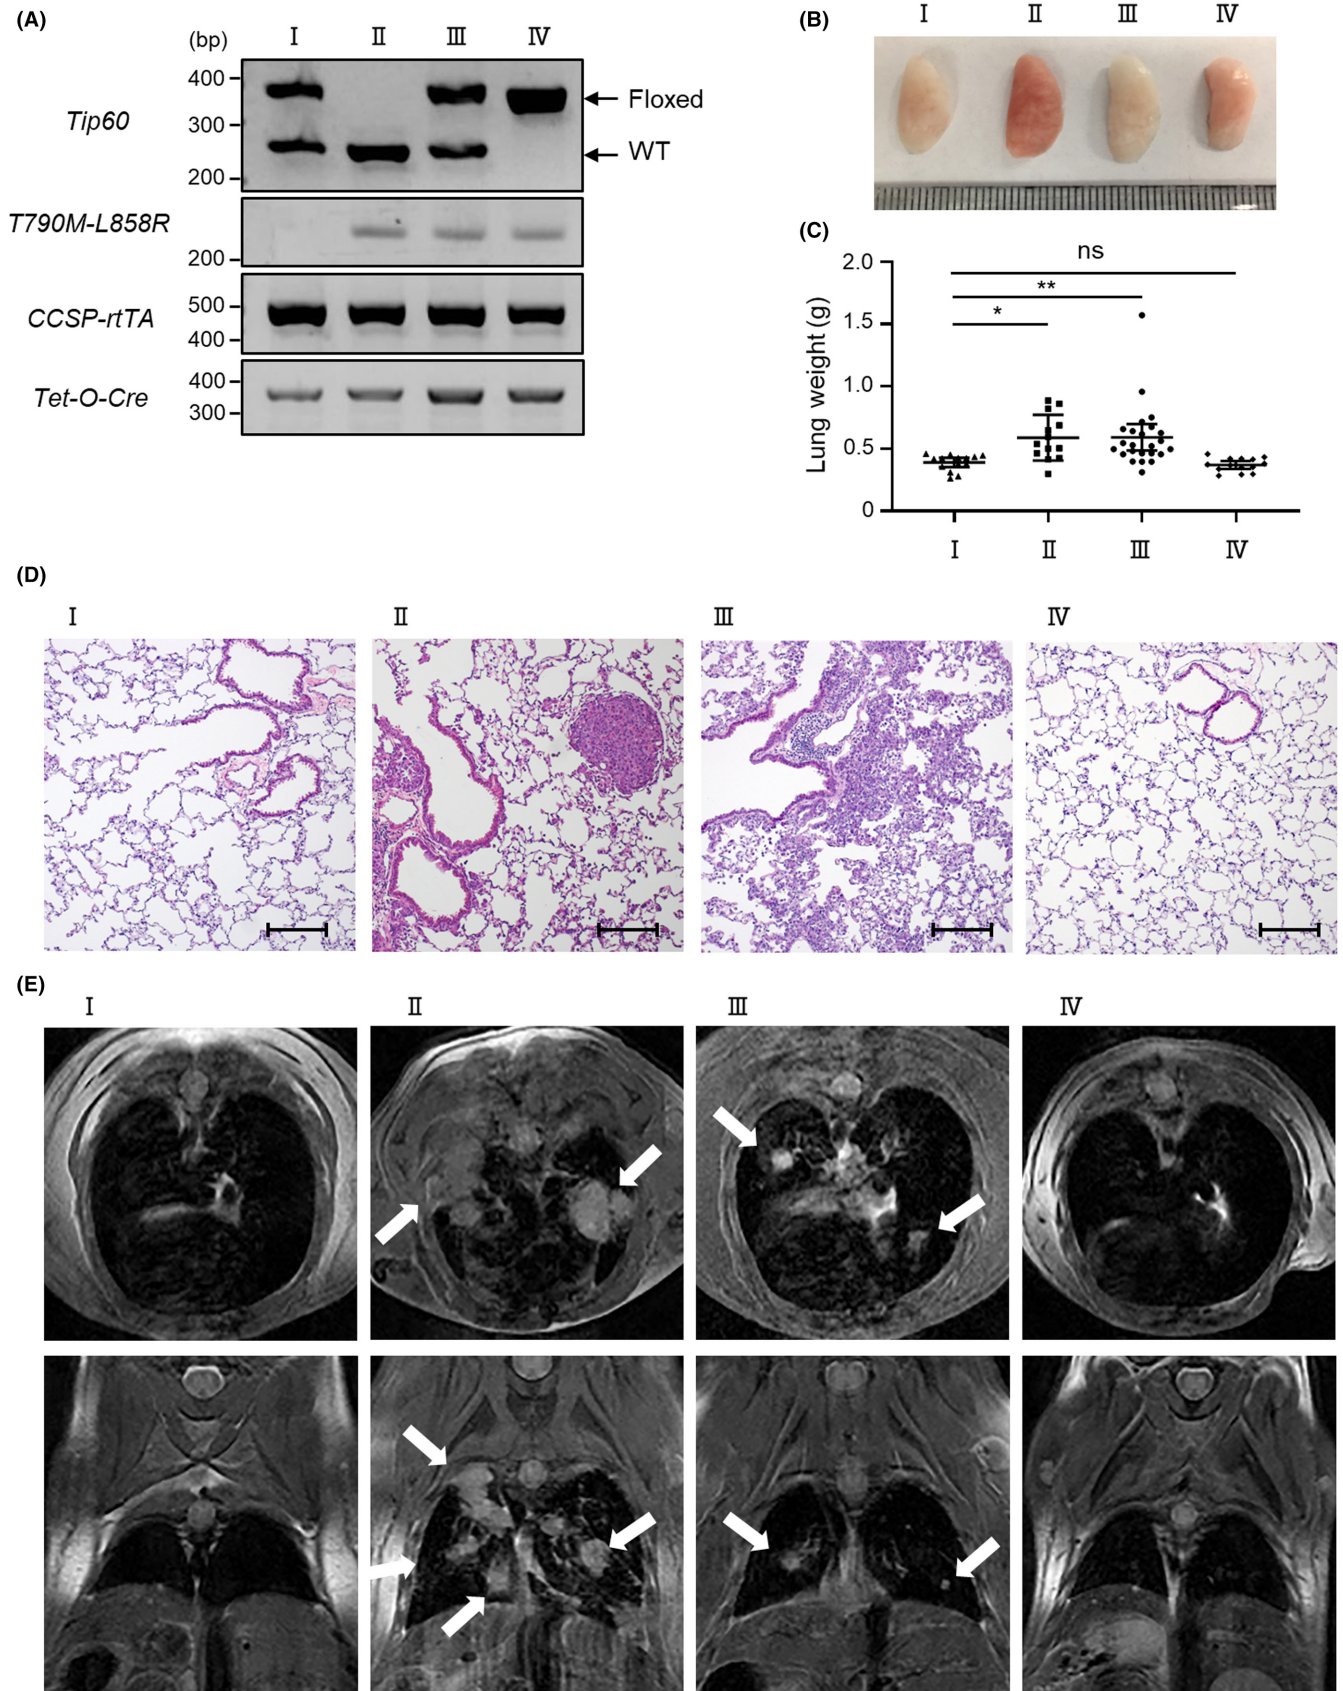 (A)
(bp)
Ⅰ Ⅱ Ⅲ Ⅳ
Tip60
400
300
200
Floxed
WT
T790M-L858R
200
CCSP-rtTA
500
400
Tet-O-Cre
400
300
(B)
Ⅰ Ⅱ Ⅲ Ⅳ
(C)
Lung weight (g)
2.0
1.5
1.0
0.5
0
ns
**
*
Ⅰ Ⅱ Ⅲ Ⅳ
(D)
Ⅰ Ⅱ Ⅲ Ⅳ
(E)
Ⅰ Ⅱ Ⅲ Ⅳ